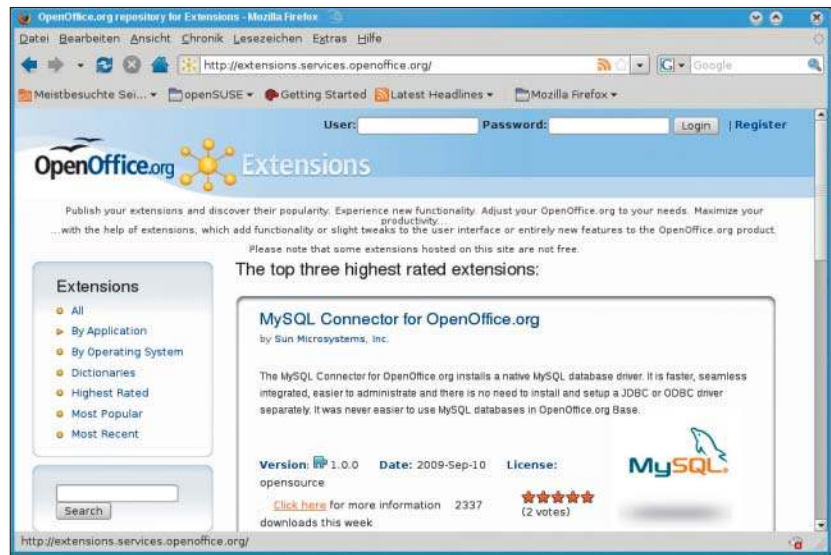 OpenOffice.org repository for Extensions - Mozilla Firefox
Datei Bearbeiten Ansicht Chronik Lesezeichen Extras Hilfe
http://extensions.services.openoffice.org/
Google
Meistbesuchte Sei... openSUSE Getting Started Latest Headlines Mozilla Firefox
User: Password: Login | Register
OpenOffice.org Extensions
Publish your extensions and discover their popularity. Experience new functionality. Adjust your OpenOffice.org to your needs. Maximize your
productivity...
...with the help of extensions, which add functionality or slight tweaks to the user interface or entirely new features to the OpenOffice.org product.
Please note that some extensions hosted on this site are not free.
Extensions
All
By Application
By Operating System
Dictionaries
Highest Rated
Most Popular
Most Recent
Search
The top three highest rated extensions:
MySQL Connector for OpenOffice.org
by Sun Microsystems, Inc.
The MySQL Connector for OpenOffice.org installs a native MySQL database driver. It is faster, seamless
integrated, easier to administrate and there is no need to install and setup a JDBC or ODBC driver
separately. It was never easier to use MySQL databases in OpenOffice.org Base.
Version: 1.0.0 Date: 2009-Sep-10 License:
opensource
Click here for more information 2337
downloads this week
(2 votes)
MySQL
http://extensions.services.openoffice.org/